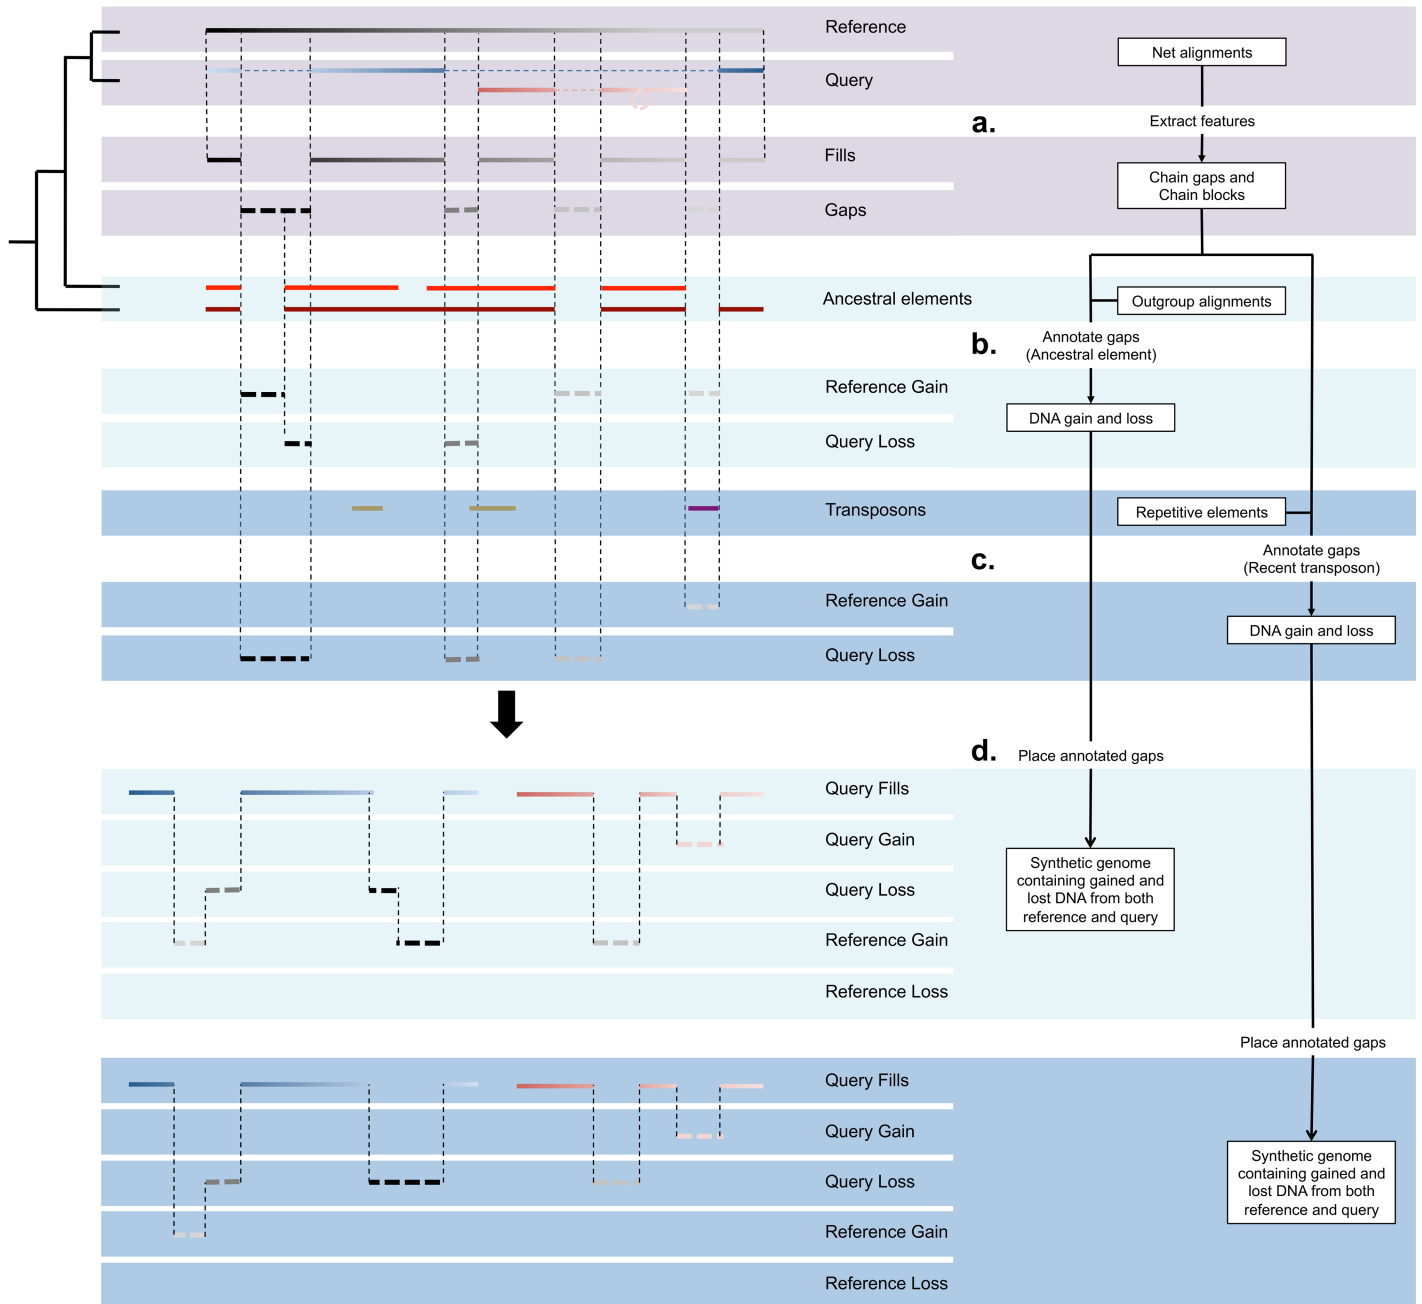 Reference
Net alignments
Query
a.
Extract features
Fills
Chain gaps and
Chain blocks
Gaps
Ancestral elements
Outgroup alignments
b.
Annotate gaps
(Ancestral element)
Reference Gain
DNA gain and loss
Query Loss
Transposons
Repetitive elements
c.
Annotate gaps
(Recent transposon)
Reference Gain
DNA gain and loss
Query Loss
d.
Place annotated gaps
Query Fills
Query Gain
Synthetic genome
containing gained and
lost DNA from both
reference and query
Query Loss
Reference Gain
Reference Loss
Place annotated gaps
Query Fills
Query Gain
Synthetic genome
containing gained and
lost DNA from both
reference and query
Query Loss
Reference Gain
Reference Loss